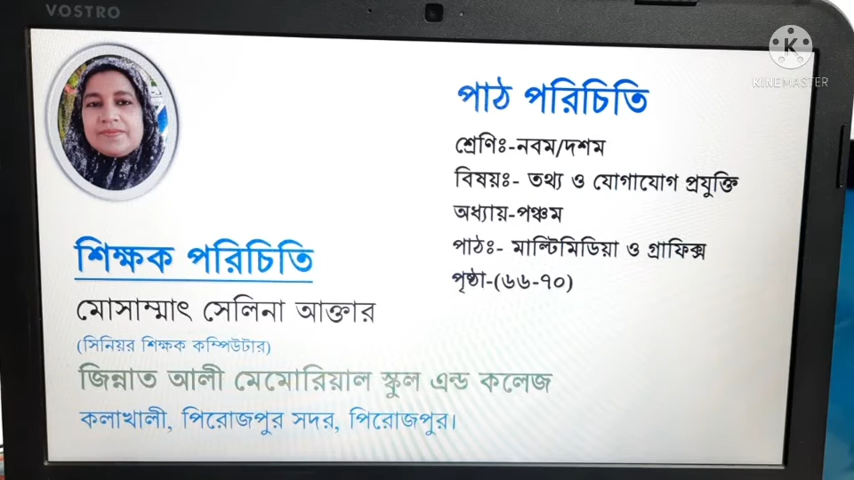 VOSTRO
K
KINEMASTER
পাঠ পরিচিতি
শ্রেণিঃ-নবম/দশম
বিষয়ঃ- তথ্য ও যোগাযোগ প্রযুক্তি
অধ্যায়-পঞ্চম
পাঠঃ- মাল্টিমিডিয়া ও গ্রাফিক্স
পৃষ্ঠা-(৬৬-৭০)
শিক্ষক পরিচিতি
মোসাম্মাৎ সেলিনা আক্তার
(সিনিয়র শিক্ষক কম্পিউটার)
জিন্নাত আলী মেমোরিয়াল স্কুল এন্ড কলেজ
কলাখালী, পিরোজপুর সদর, পিরোজপুর।